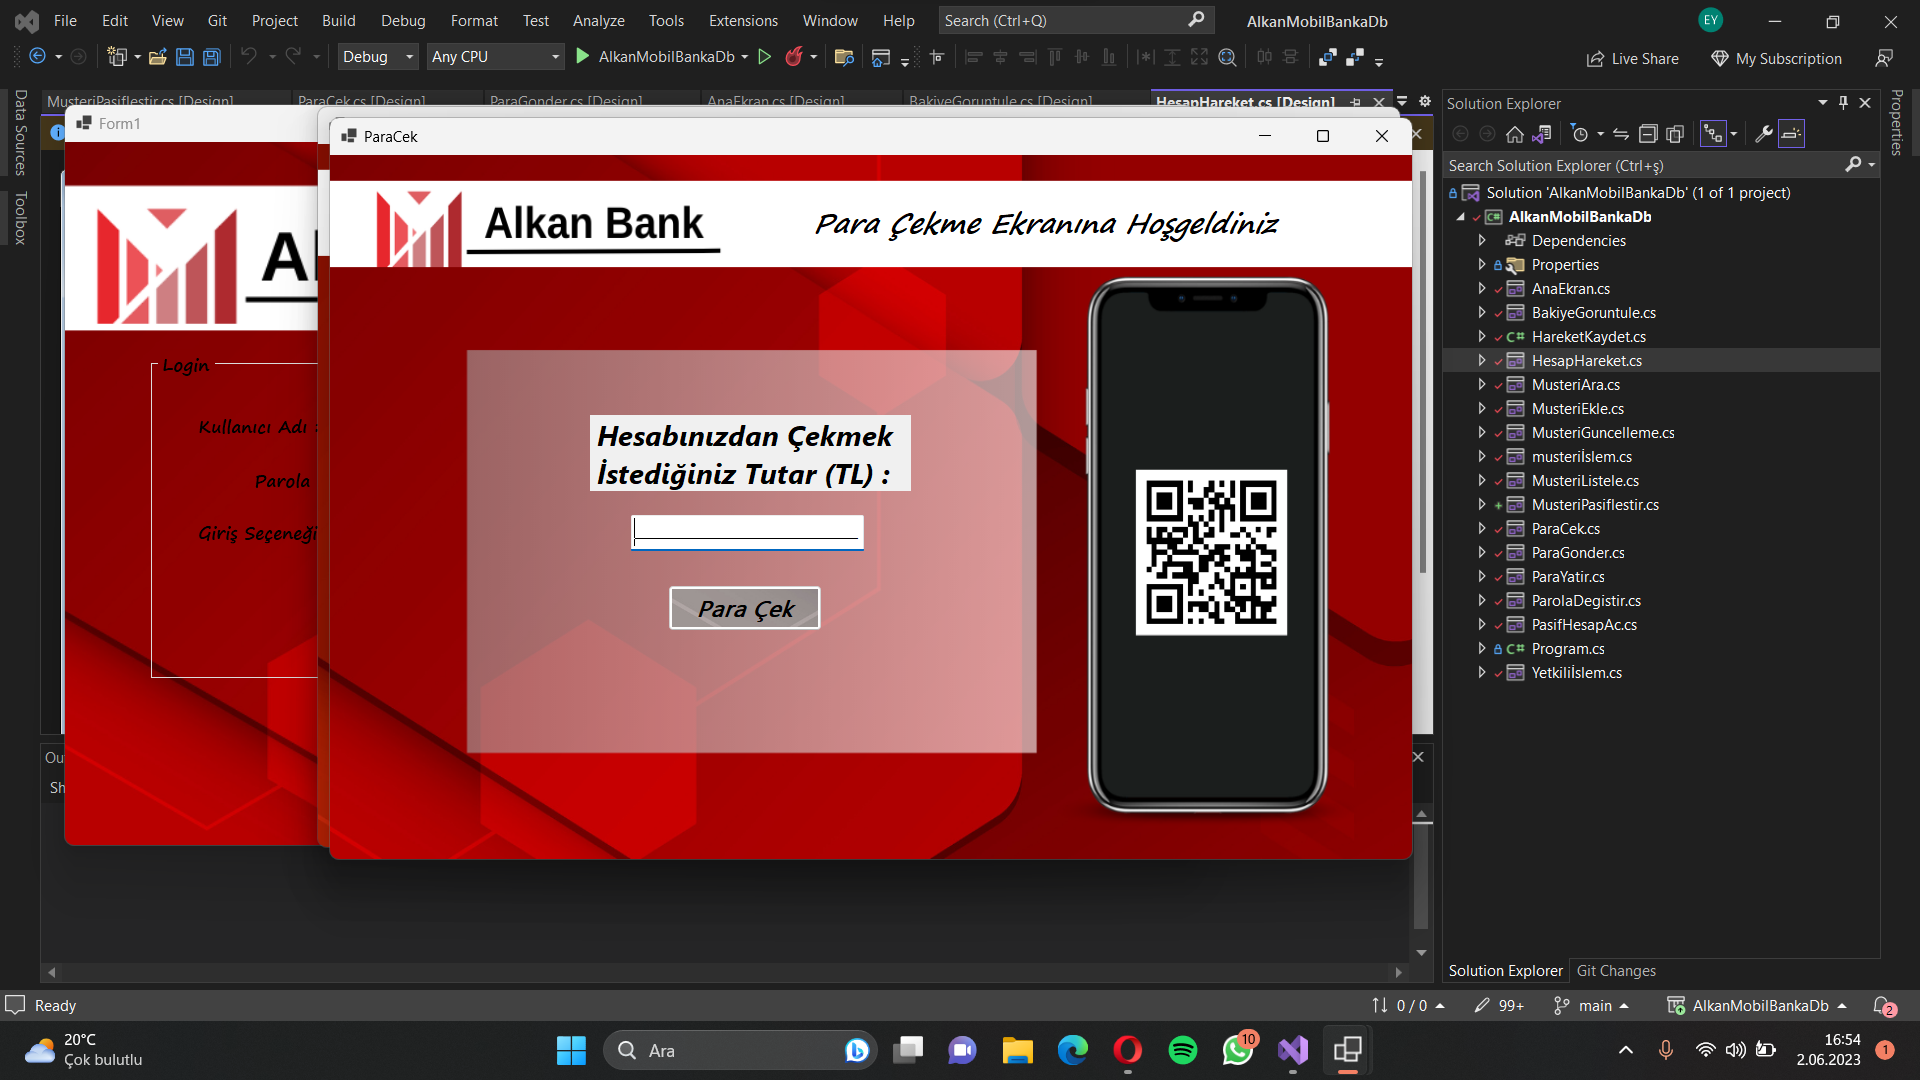 File Edit View Git Project Build Debug Format Test Analyze Tools Extensions Window Help Search (Ctrl+Q) AlkanMobilBankaDb EY
Debug Any CPU AlkanMobilBankaDb Live Share My Subscription
Data Sources
Toolbox
MusteriPasiflestir.cs [Design] ParaCek.cs [Design] ParaGonder.cs [Design] AnaEkran.cs [Design] BakiyeGoruntule.cs [Design] HesapHareket.cs [Design]
Form1
Al
Login
Kullanıcı Adı :
Parola
Giriş Seçeneği
ParaCek
Alkan Bank
Para Çekme Ekranına Hoşgeldiniz
Hesabınızdan Çekmek
İstediğiniz Tutar (TL) :
Para Çek
Ou
Sh
Solution Explorer
Properties
Search Solution Explorer (Ctrl+ş)
Solution 'AlkanMobilBankaDb' (1 of 1 project)
AlkanMobilBankaDb
Dependencies
Properties
AnaEkran.cs
BakiyeGoruntule.cs
C# HareketKaydet.cs
HesapHareket.cs
MusteriAra.cs
MusteriEkle.cs
MusteriGuncelleme.cs
musteriİslem.cs
MusteriListele.cs
MusteriPasiflestir.cs
ParaCek.cs
ParaGonder.cs
ParaYatir.cs
ParolaDegistir.cs
PasifHesapAc.cs
C# Program.cs
Yetkiliİslem.cs
Solution Explorer Git Changes
Ready 0 / 0 99+ main AlkanMobilBankaDb 2
20°C
Çok bulutlu
Ara
10
16:54
2.06.2023
1